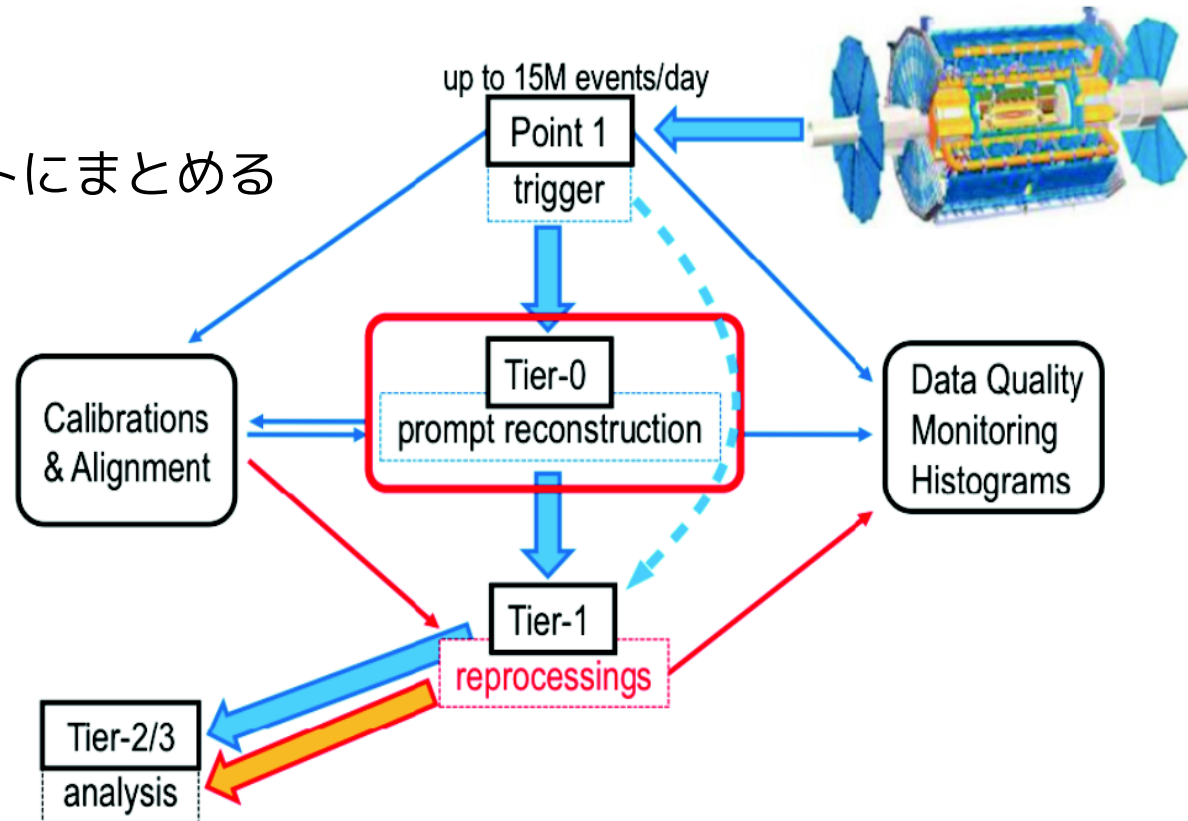 up to 15M events/day
Point 1
trigger
トにまとめる
Tier-0
prompt reconstruction
Calibrations
& Alignment
Data Quality
Monitoring
Histograms
Tier-1
reprocessings
Tier-2/3
analysis